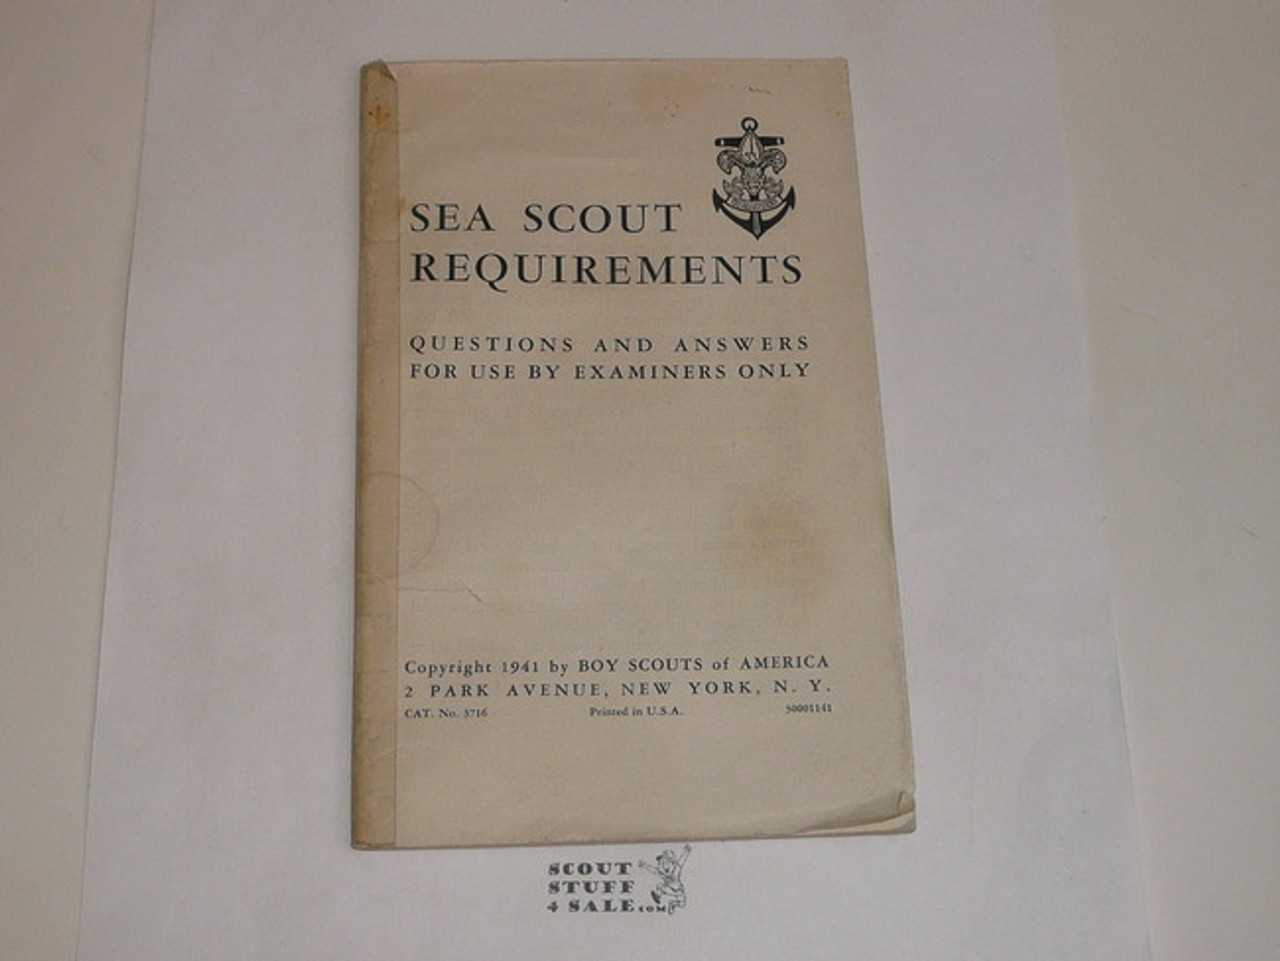 SEA SCOUT
REQUIREMENTS
QUESTIONS AND ANSWERS
FOR USE BY EXAMINERS ONLY
Copyright 1941 by BOY SCOUTS of AMERICA
2 PARK AVENUE, NEW YORK, N. Y.
CAT. No. 3716 Printed in U.S.A. 50001141
SCOUT
STUFF
4 SALE.COM